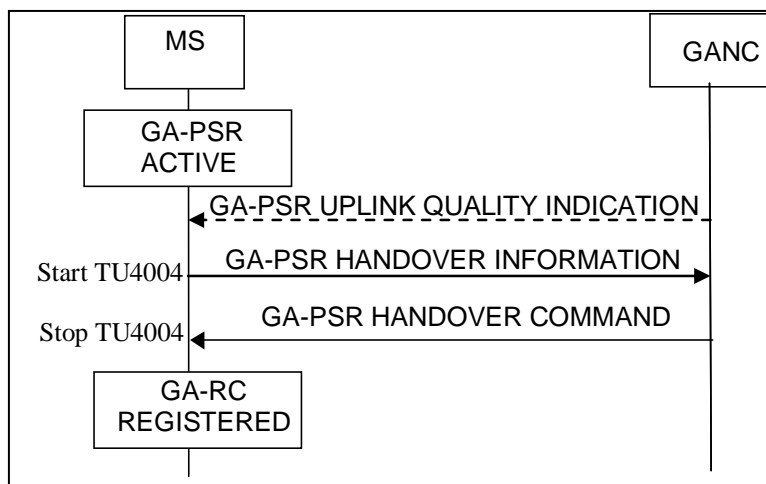 MS
GANC
GA-PSR
ACTIVE
GA-PSR UPLINK QUALITY INDICATION
Start TU4004
GA-PSR HANDOVER INFORMATION
GA-PSR HANDOVER COMMAND
Stop TU4004
GA-RC
REGISTERED